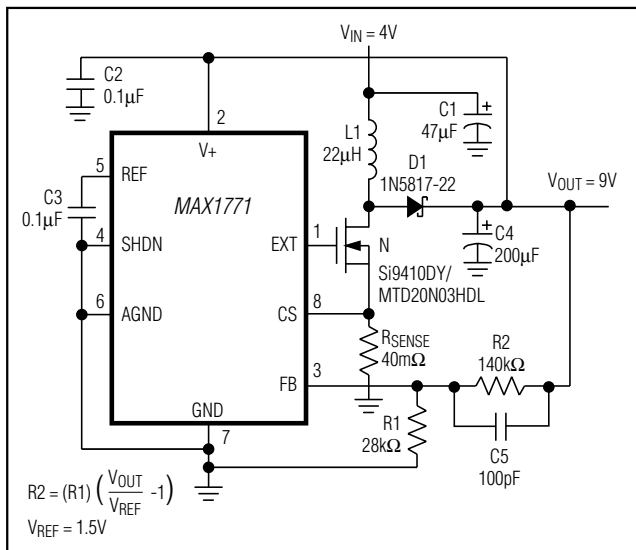 V_IN = 4V
C2
0.1µF
2
V+
L1
22µH
C1
47µF
+
D1
1N5817-22
V_OUT = 9V
5
REF
MAX1771
C3
0.1µF
4
SHDN
EXT
1
N
+
C4
200µF
Si9410DY/
MTD20N03HDL
6
AGND
CS
8
R_SENSE
40mΩ
R2
140kΩ
FB
3
GND
7
R1
28kΩ
C5
100pF
R2 = (R1) (V_OUT/V_REF -1)
V_REF = 1.5V